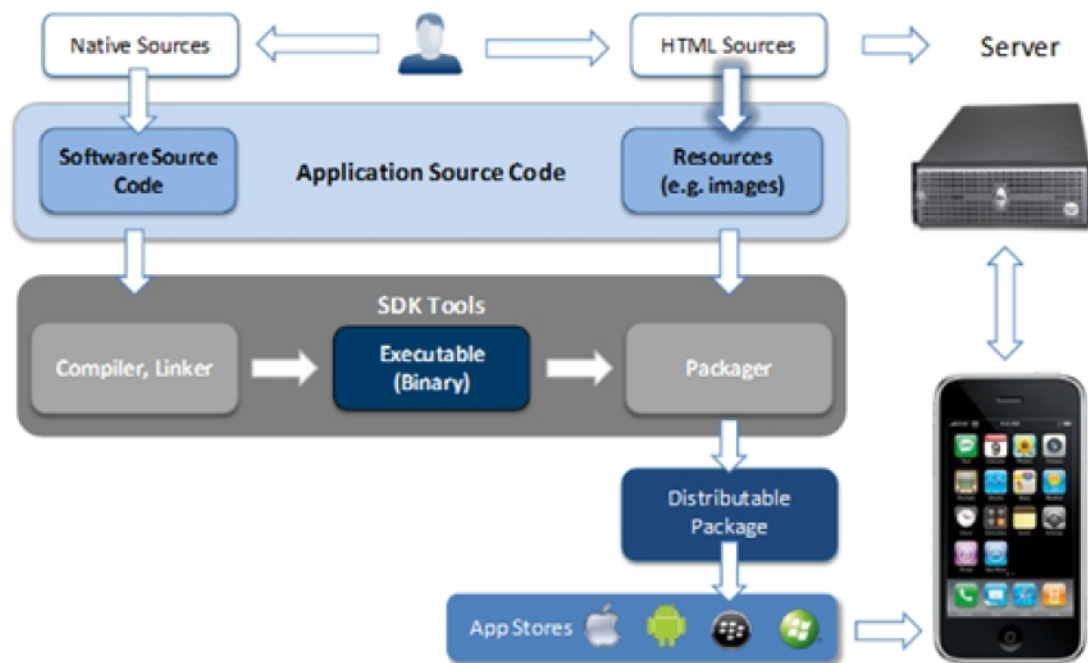 Native Sources
HTML Sources
Server
Software Source
Code
Application Source Code
Resources
(e.g. images)
SDK Tools
Compiler, Linker
Executable
(Binary)
Packager
Distributable
Package
App Stores